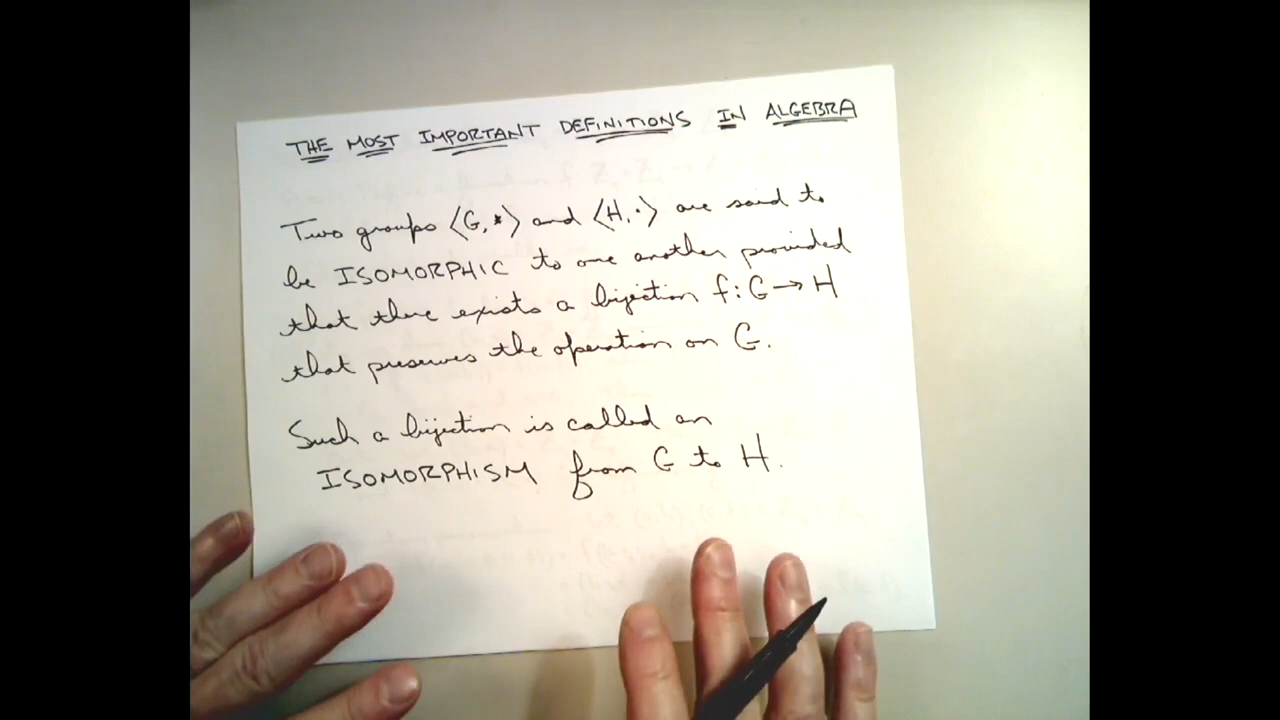 THE MOST IMPORTANT DEFINITIONS IN ALGEBRA
Two groups ⟨G,*⟩ and ⟨H,·⟩ are said to
be ISOMORPHIC to one another provided
that there exists a bijection f:G→H
that preserves the operation on G.
Such a bijection is called an
ISOMORPHISM from G to H.